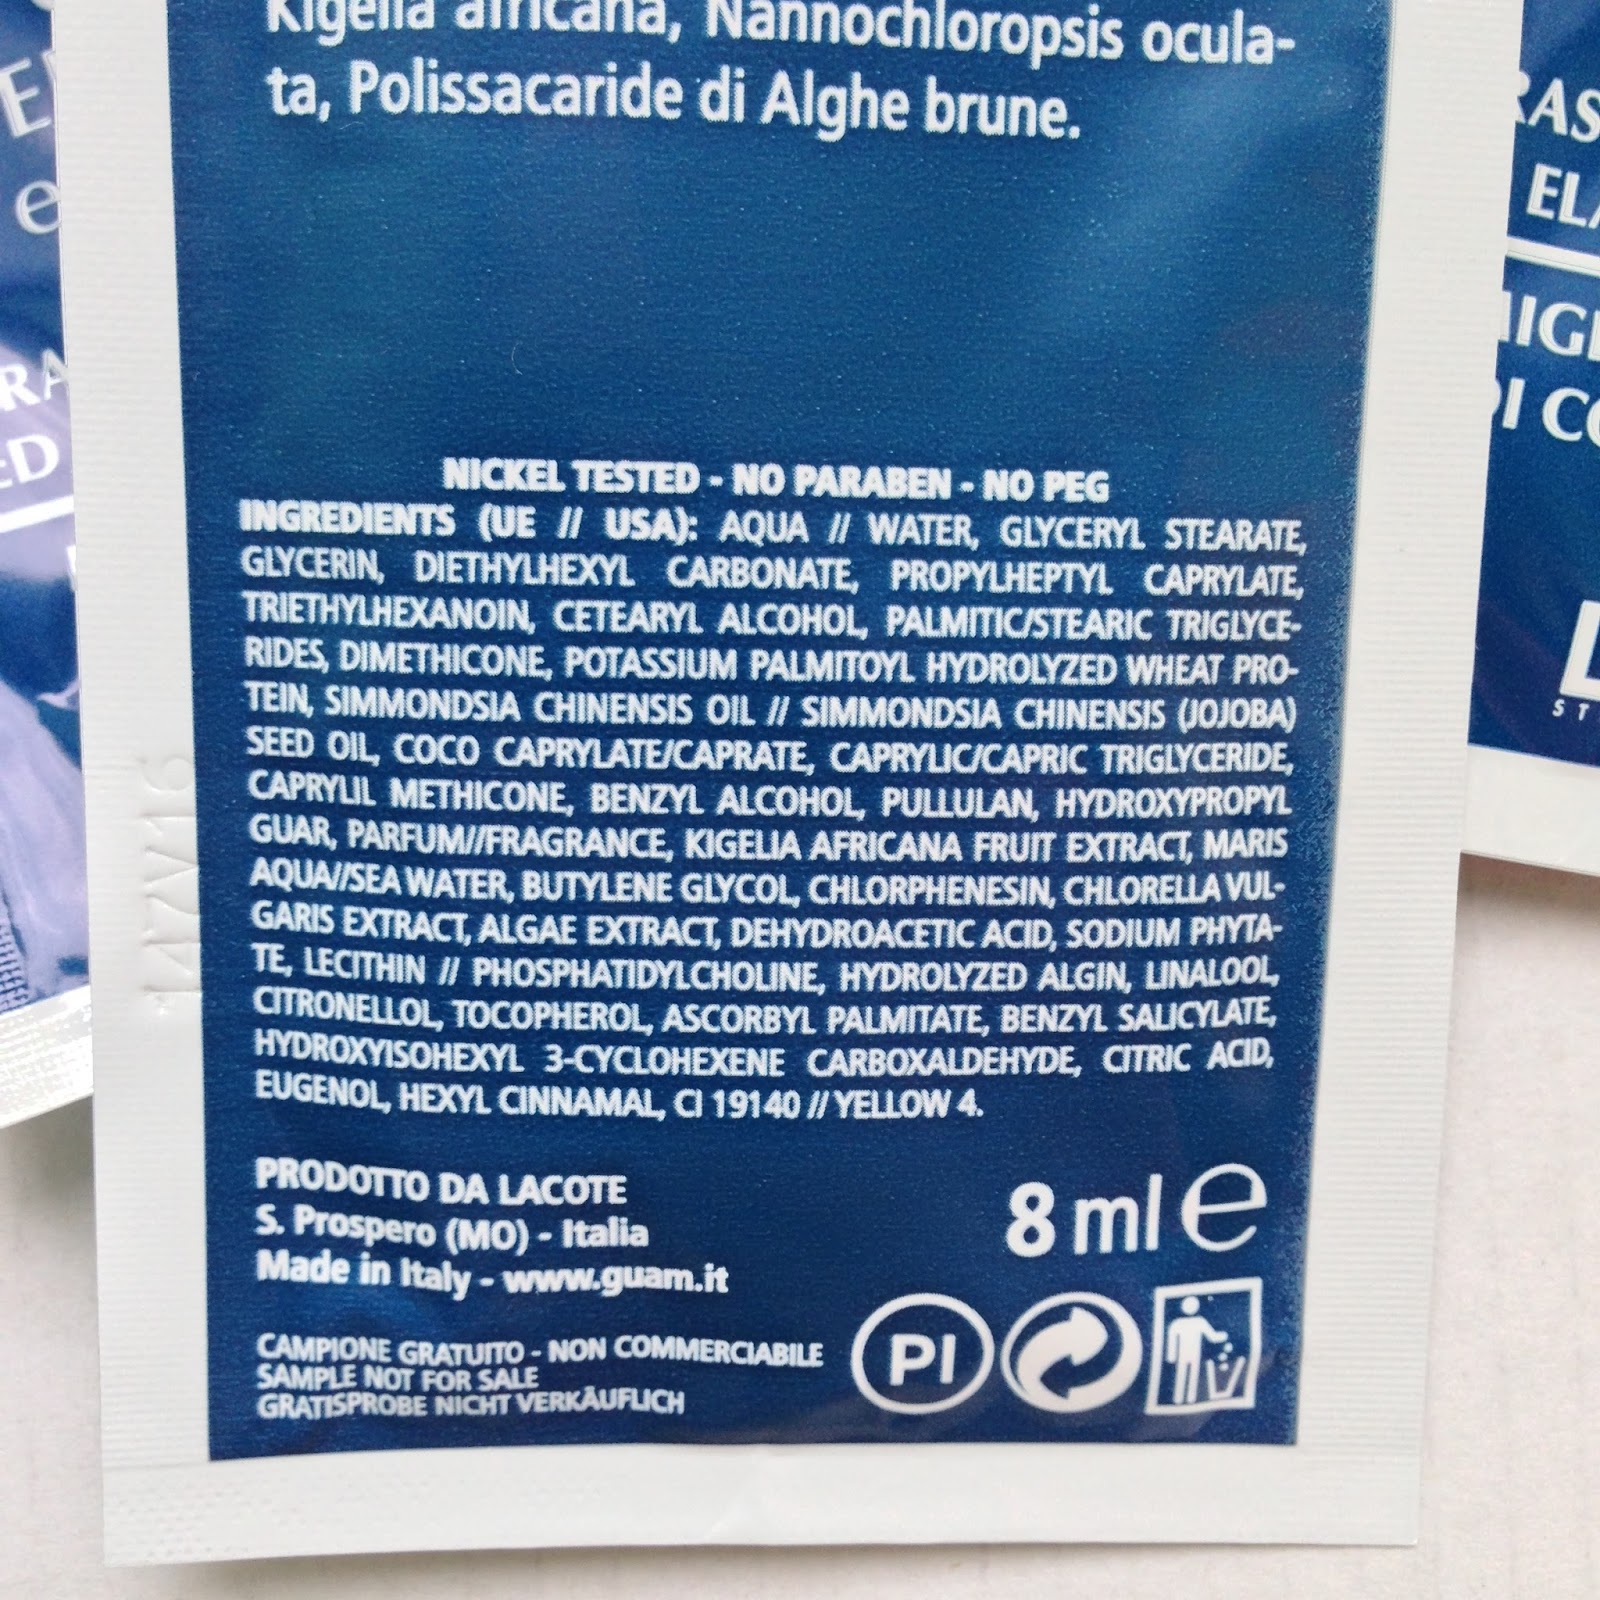 Kigelia africana, Nannochloropsis ocula-
ta, Polissacaride di Alghe brune.
NICKEL TESTED - NO PARABEN - NO PEG
INGREDIENTS (UE // USA): AQUA // WATER, GLYCERYL STEARATE,
GLYCERIN, DIETHYLHEXYL CARBONATE, PROPYLHEPTYL CAPRYLATE,
TRIETHYLHEXANOIN, CETEARYL ALCOHOL, PALMITIC/STEARIC TRIGLYCE-
RIDES, DIMETHICONE, POTASSIUM PALMITOYL HYDROLYZED WHEAT PRO-
TEIN, SIMMONDSIA CHINENSIS OIL // SIMMONDSIA CHINENSIS (JOJOBA)
SEED OIL, COCO CAPRYLATE/CAPRATE, CAPRYLIC/CAPRIC TRIGLYCERIDE,
CAPRYLIL METHICONE, BENZYL ALCOHOL, PULLULAN, HYDROXYPROPYL
GUAR, PARFUM//FRAGRANCE, KIGELIA AFRICANA FRUIT EXTRACT, MARIS
AQUA//SEA WATER, BUTYLENE GLYCOL, CHLORPHENESIN, CHLORELLA VUL-
GARIS EXTRACT, ALGAE EXTRACT, DEHYDROACETIC ACID, SODIUM PHYTA-
TE, LECITHIN // PHOSPHATIDYLCHOLINE, HYDROLYZED ALGIN, LINALOOL,
CITRONELLOL, TOCOPHEROL, ASCORBYL PALMITATE, BENZYL SALICYLATE,
HYDROXYISOHEXYL 3-CYCLOHEXENE CARBOXALDEHYDE, CITRIC ACID,
EUGENOL, HEXYL CINNAMAL, CI 19140 // YELLOW 4.
PRODOTTO DA LACOTE
S. Prospero (MO) - Italia
Made in Italy - www.guam.it
8 ml e
CAMPIONE GRATUITO - NON COMMERCIABILE
SAMPLE NOT FOR SALE
GRATISPROBE NICHT VERKÄUFLICH
PI